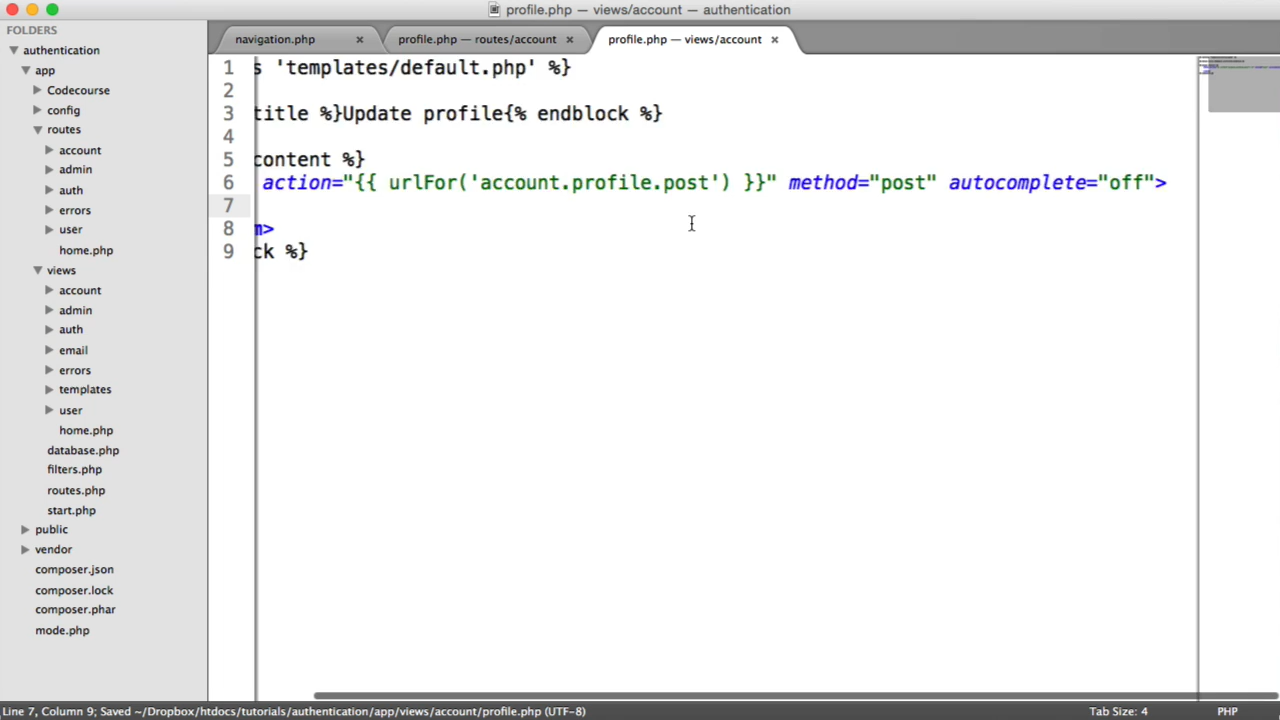 profile.php — views/account — authentication
FOLDERS
authentication
app
Codecourse
config
routes
account
admin
auth
errors
user
home.php
views
account
admin
auth
email
errors
templates
user
home.php
database.php
filters.php
routes.php
start.php
public
vendor
composer.json
composer.lock
composer.phar
mode.php
navigation.php ×
profile.php — routes/account ×
profile.php — views/account ×
1 s 'templates/default.php' %}
2
3 title %}Update profile{% endblock %}
4
5 content %}
6 action="{{ urlFor('account.profile.post') }}" method="post" autocomplete="off">
7
8 m>
9 ck %}
Line 7, Column 9; Saved ~/Dropbox/htdocs/tutorials/authentication/app/views/account/profile.php (UTF-8)
Tab Size: 4
PHP